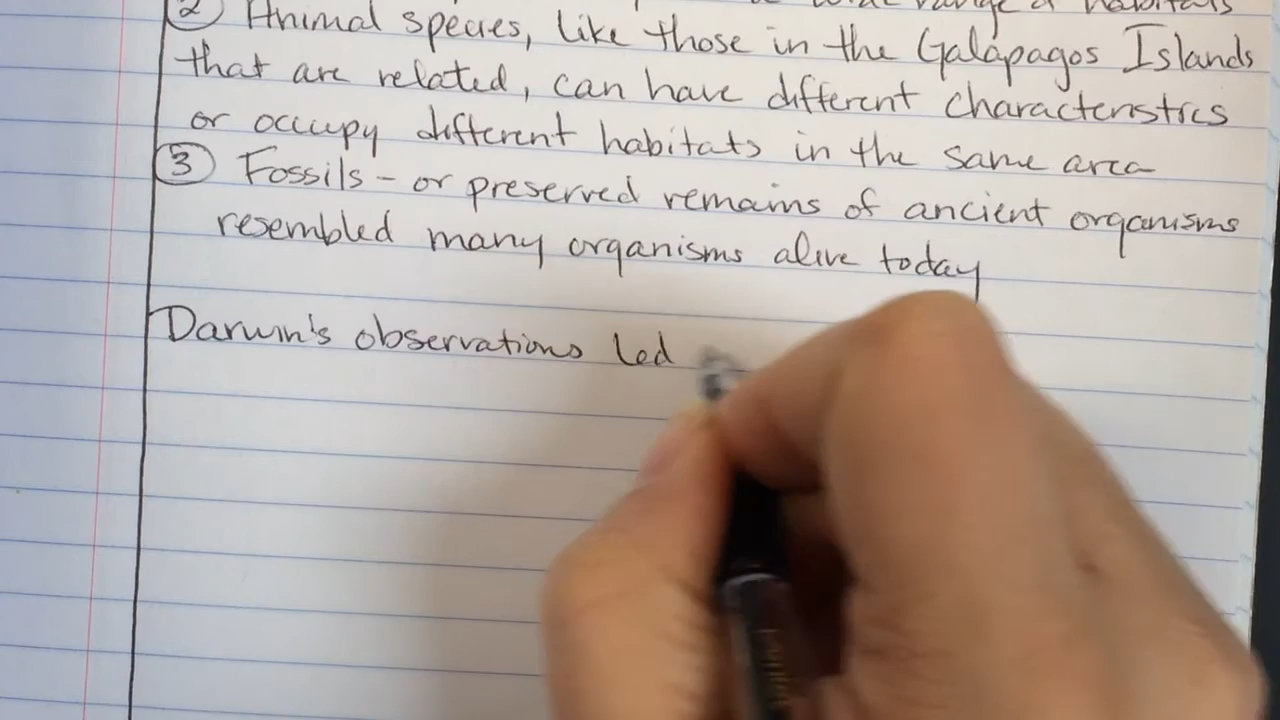 ② Animal species, like those in the Galapagos Islands
that are related, can have different characteristics
or occupy different habitats in the same area
③ Fossils - or preserved remains of ancient organisms
resembled many organisms alive today
Darwin's observations led